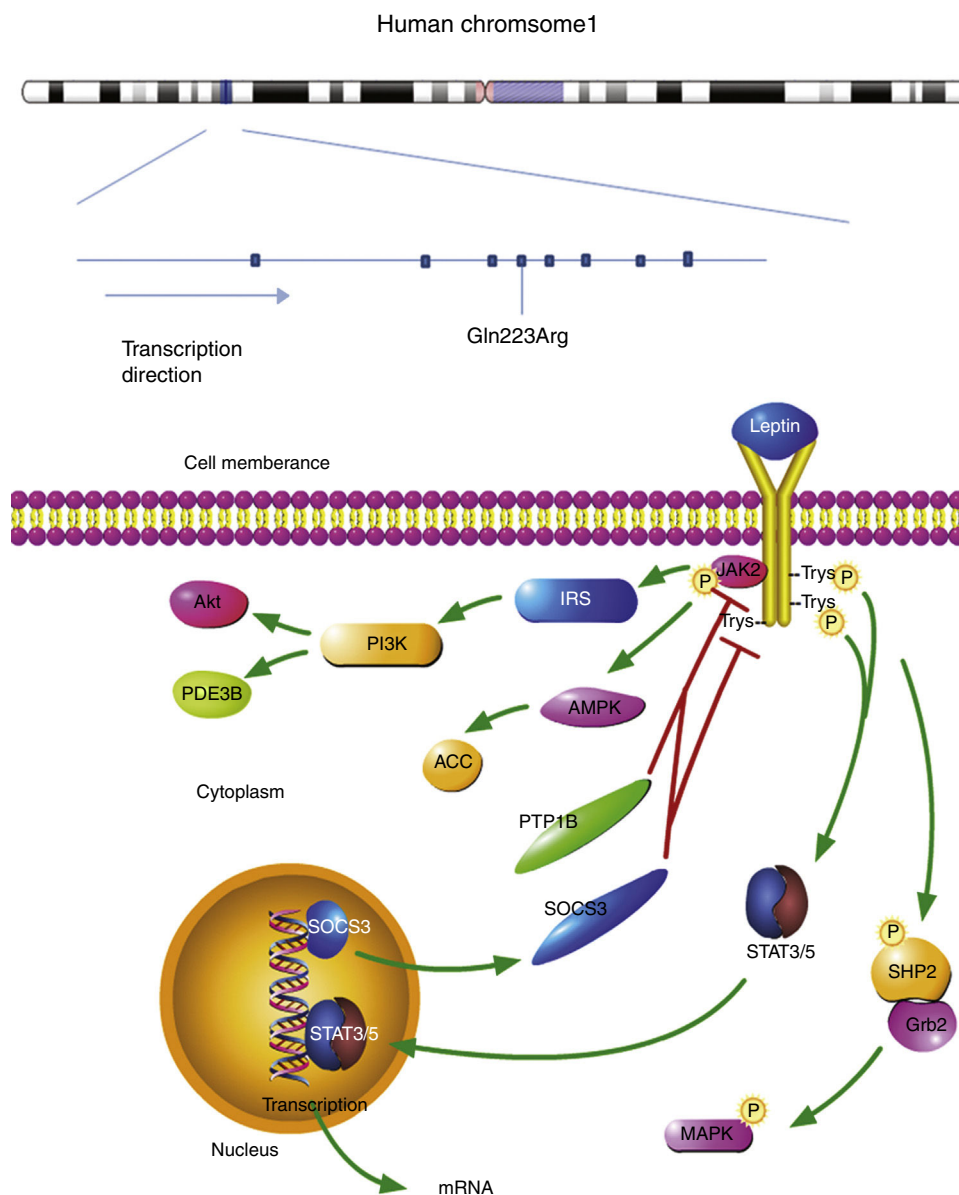 Human chromsome1
Transcription
direction
Gln223Arg
Leptin
Cell memberance
JAK2
P
Trys
P
Trys
Trys
P
IRS
Akt
PI3K
PDE3B
AMPK
ACC
Cytoplasm
PTP1B
SOCS3
SOCS3
STAT3/5
P
SHP2
Grb2
STAT3/5
Transcription
Nucleus
P
MAPK
mRNA